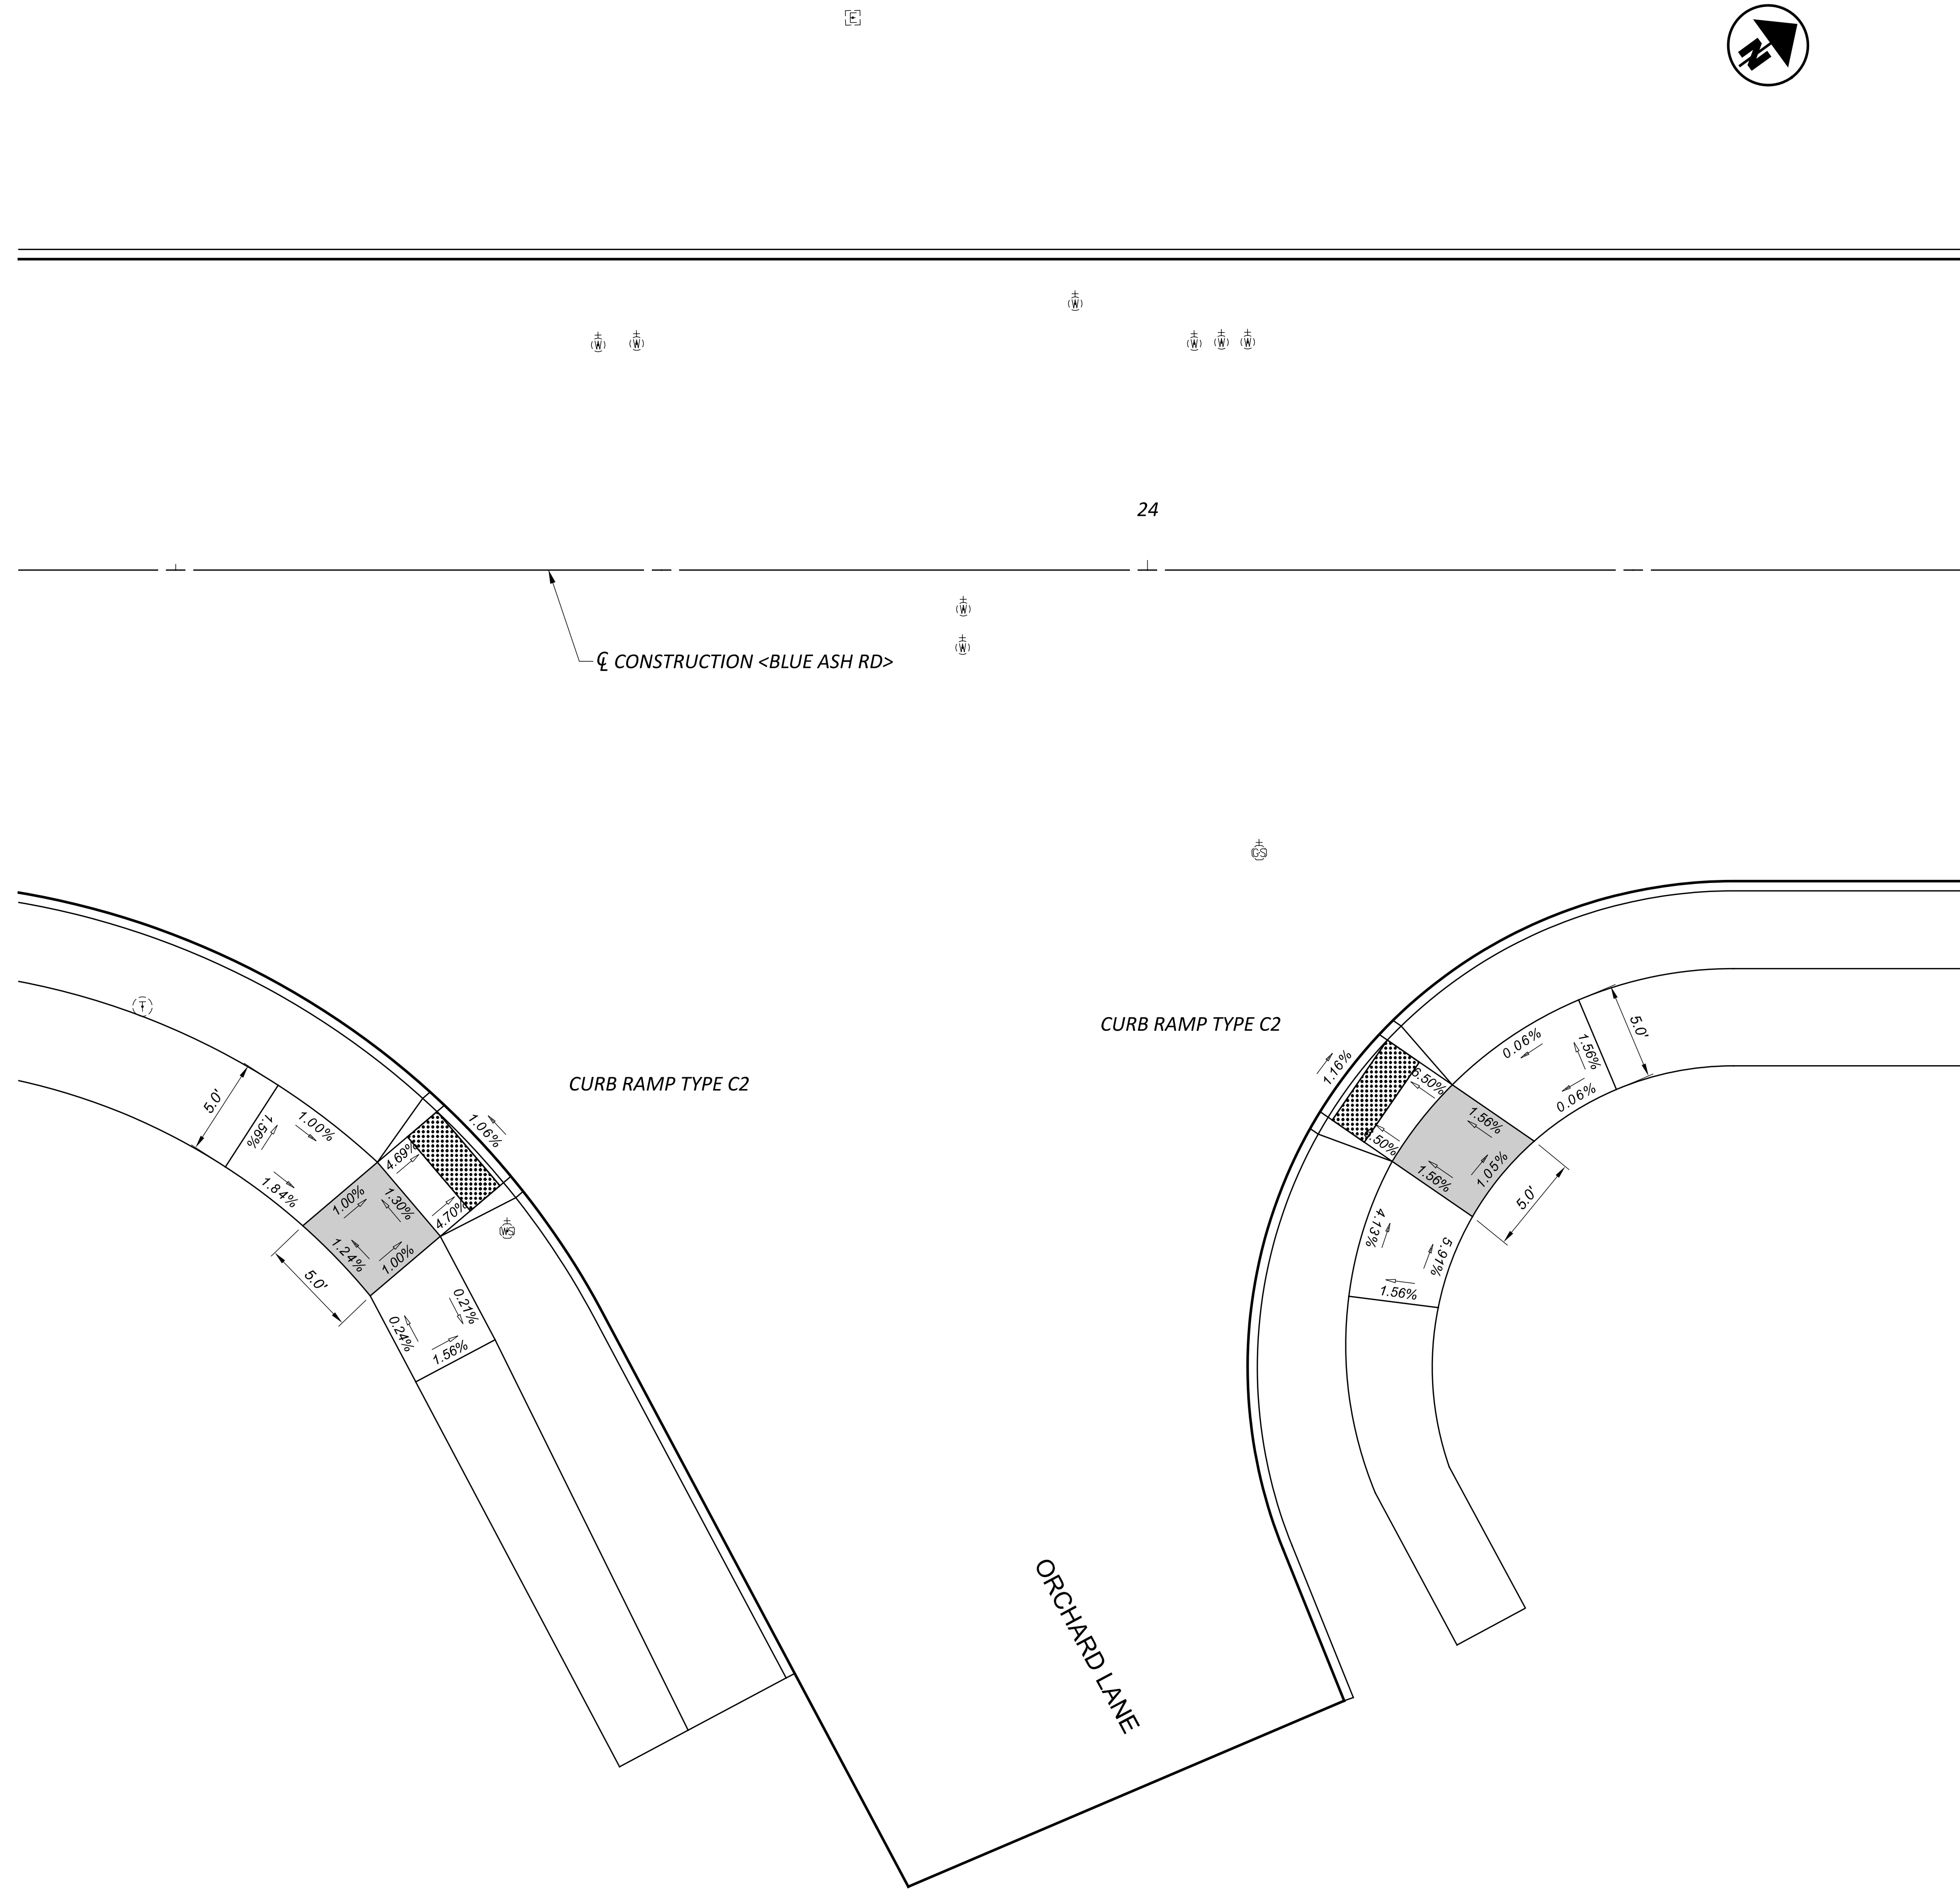 E
N
W
W
W
W
W
W
24
W
W
℄ CONSTRUCTION <BLUE ASH RD>
GS
T
CURB RAMP TYPE C2
5.0'
1.56%
1.00%
1.84%
4.69%
1.06%
1.00%
1.30%
4.70%
WS
1.24%
1.00%
5.0'
0.21%
0.24%
1.56%
CURB RAMP TYPE C2
1.16%
0.06%
1.56%
5.0'
6.50%
0.06%
1.56%
6.50%
1.56%
1.05%
5.0'
4.13%
5.91%
1.56%
ORCHARD LANE